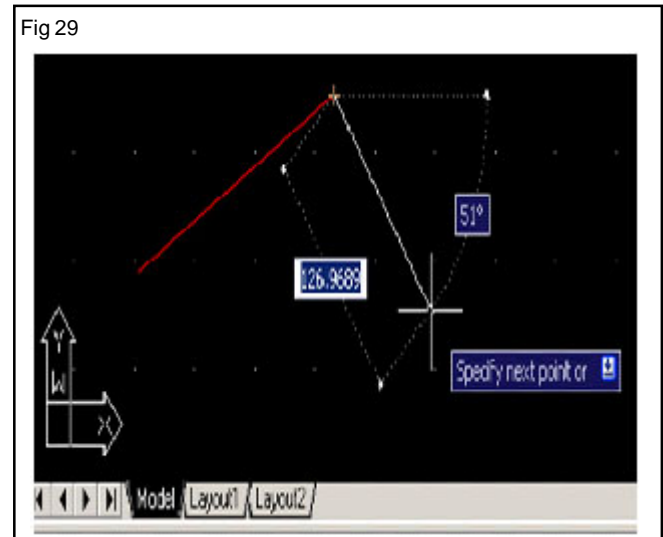 Fig 29
51°
126.9689
Specify next point or
Y
W
X
Model Layout1 Layout2